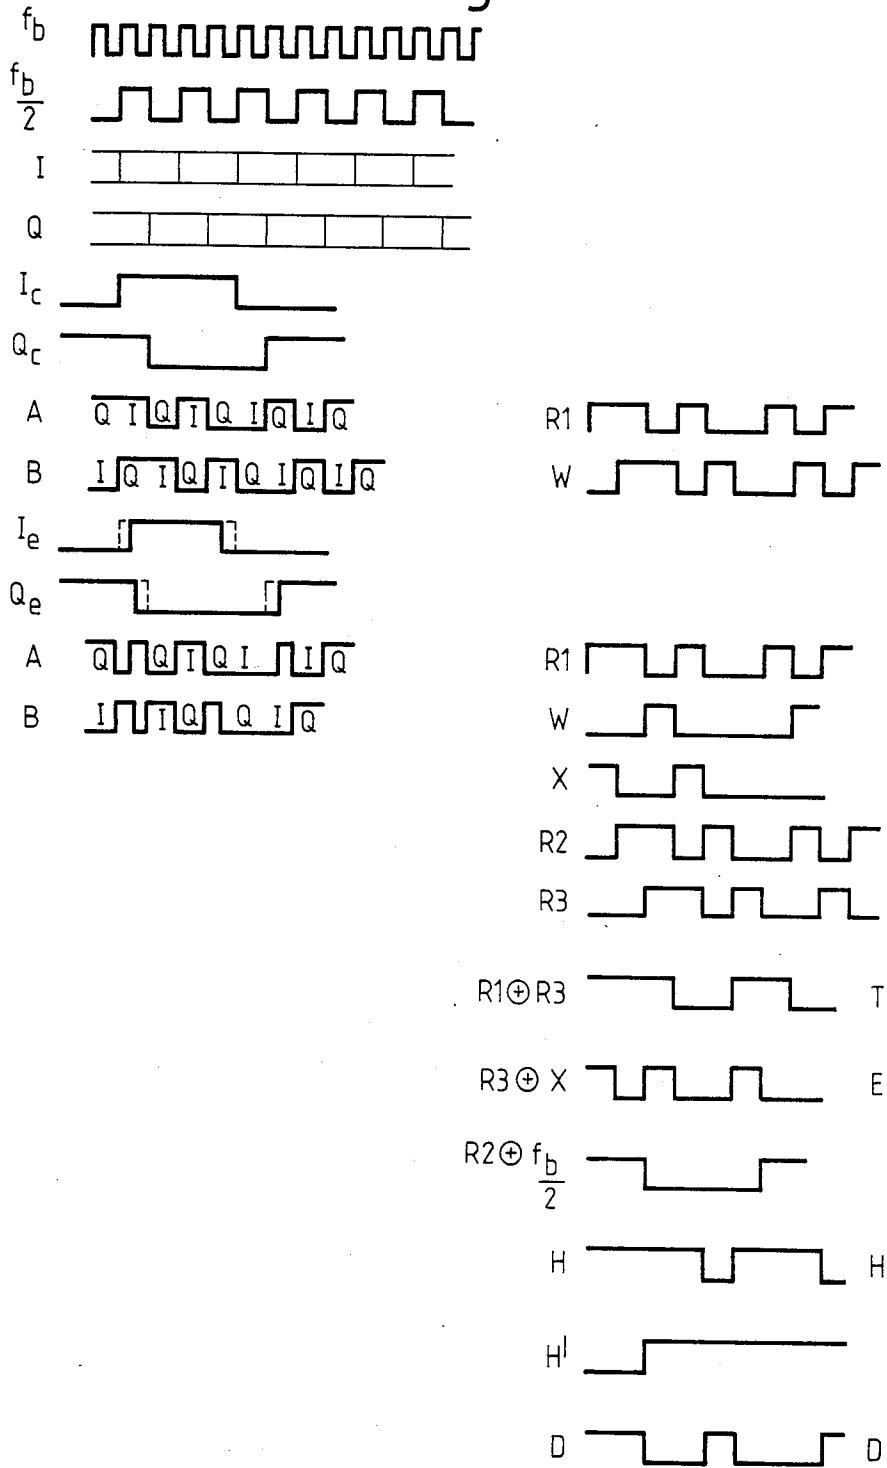 f_b
f_b/2
I
Q
I_c
Q_c
A Q I Q I Q I Q I Q
B I Q I Q I Q I Q I Q
I_e
Q_e
A Q Q I Q I I Q
B I I Q Q I Q
R1
W
R1
W
X
R2
R3
R1⊕R3 T
R3⊕X E
R2⊕f_b/2
H H
H'
D D